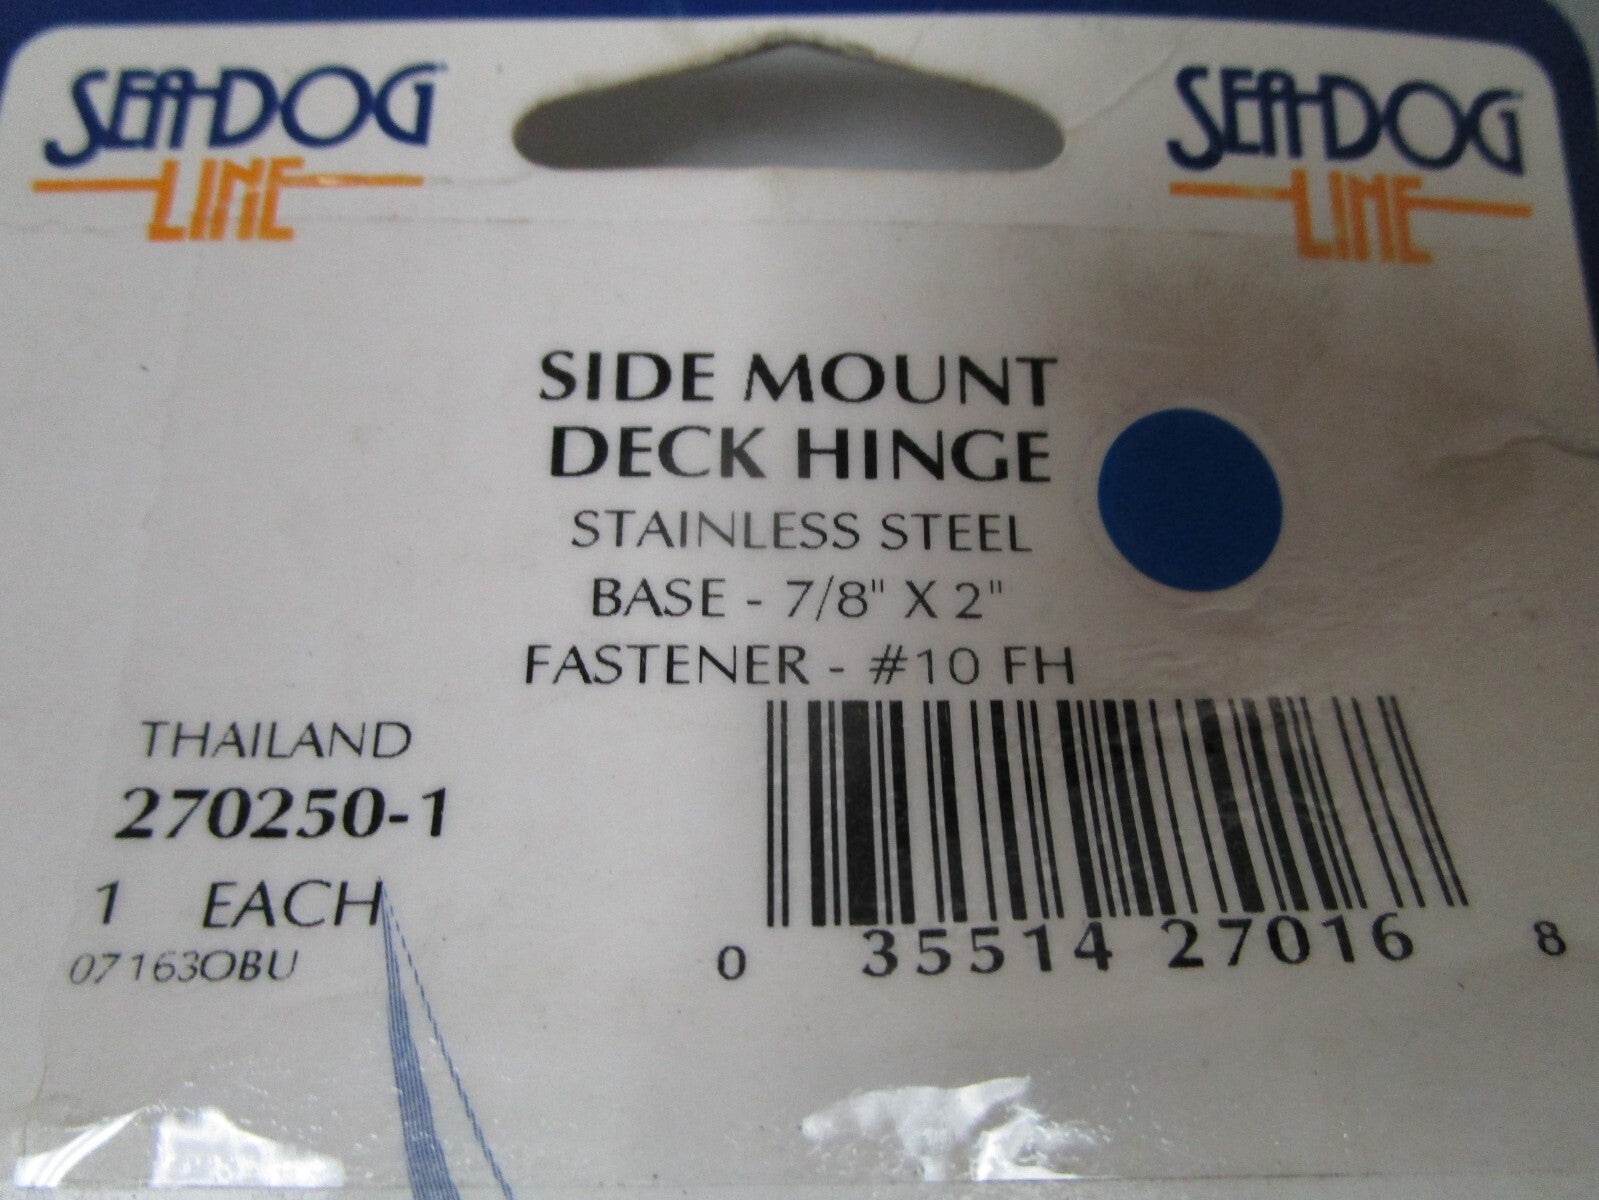 SEA-DOG
LINE
SEA-DOG
LINE
SIDE MOUNT
DECK HINGE
STAINLESS STEEL
BASE - 7/8" X 2"
FASTENER - #10 FH
THAILAND
270250-1
1 EACH
071630BU
0 35514 27016 8